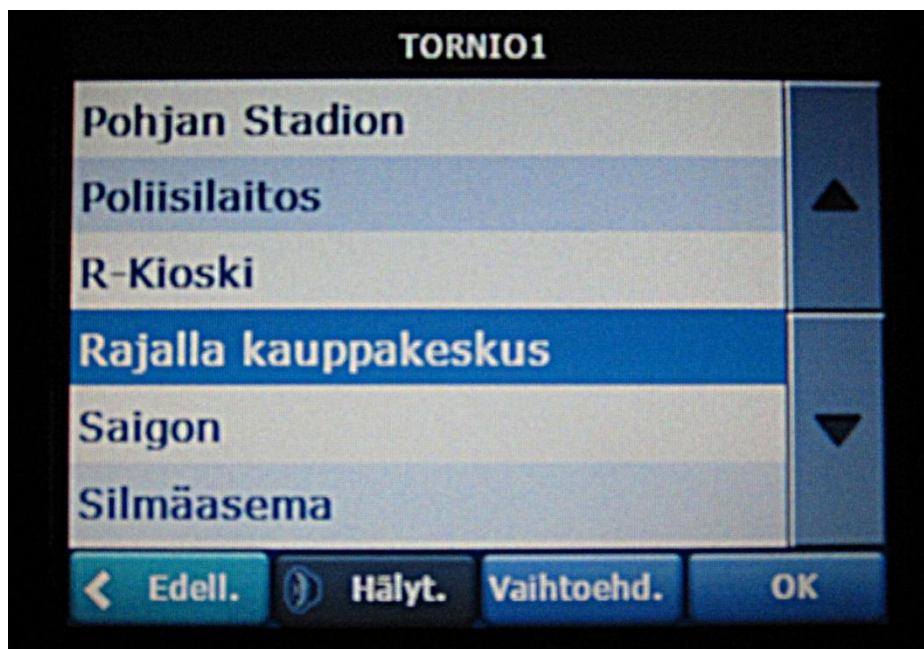 TORNIO1
Pohjan Stadion
Poliisilaitos
R-Kioski
Rajalla kauppakeskus
Saigon
Silmäasema
Edell.
Hälyt.
Vaihtoehd.
OK